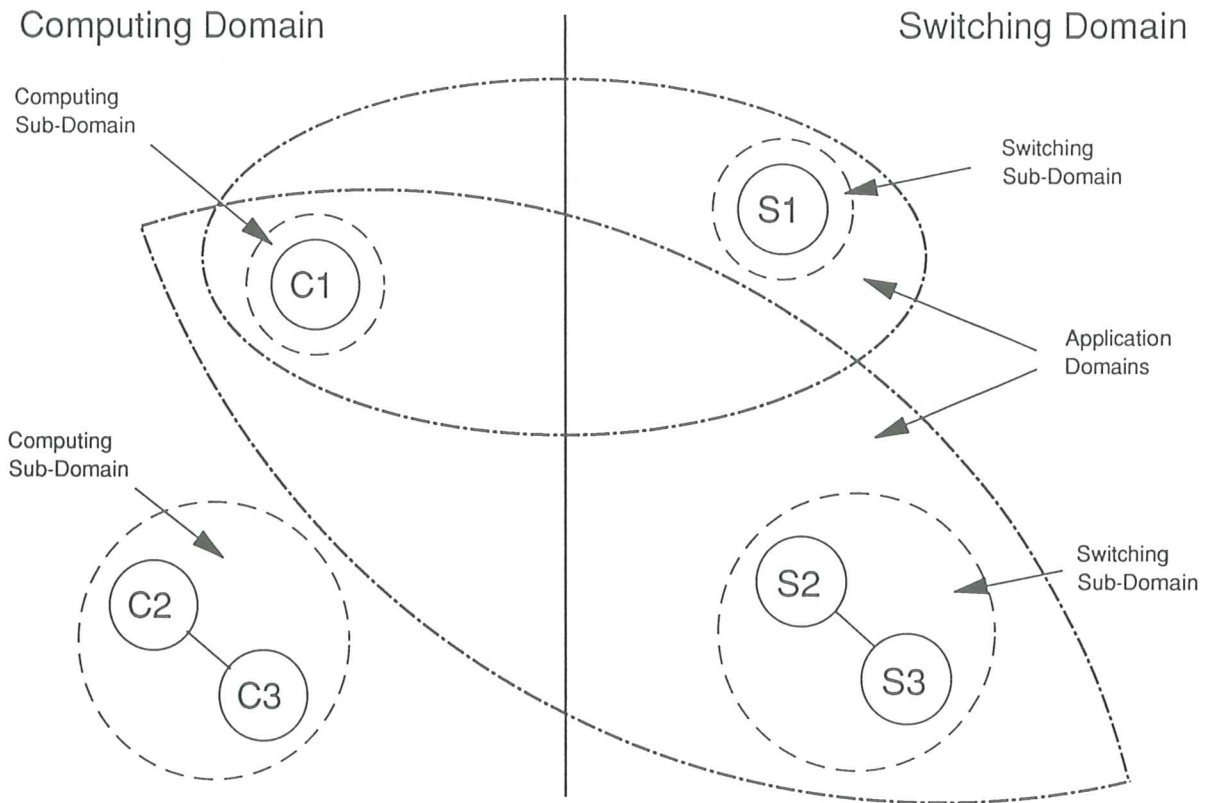 Computing Domain
Switching Domain
Computing
Sub-Domain
Switching
Sub-Domain
S1
C1
Application
Domains
Computing
Sub-Domain
Switching
Sub-Domain
C2
S2
C3
S3